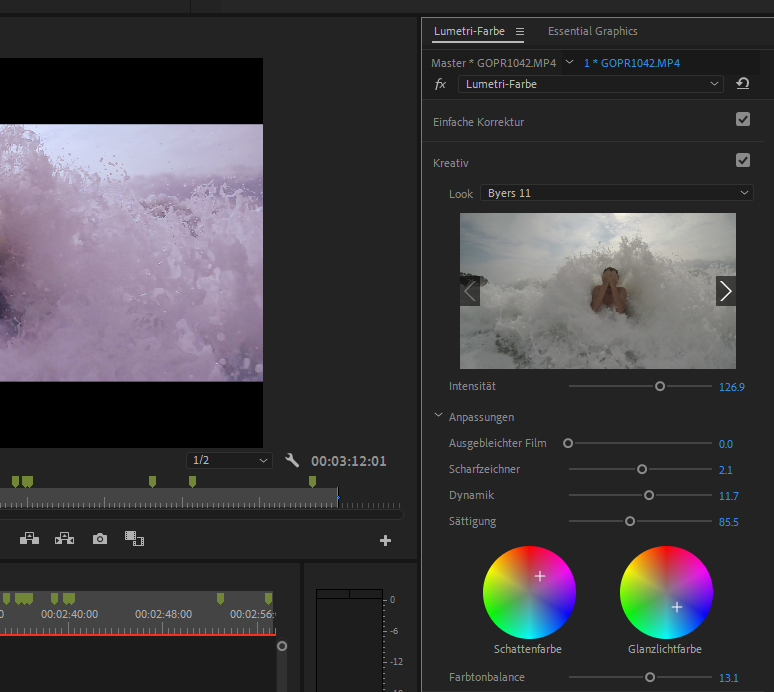 Lumetri-Farbe
Essential Graphics
Master * GOPR1042.MP4
1 * GOPR1042.MP4
fx
Lumetri-Farbe
Einfache Korrektur
Kreativ
Look
Byers 11
Intensität
126.9
Anpassungen
Ausgebleichter Film
0.0
Scharfzeichner
2.1
Dynamik
11.7
Sättigung
85.5
Schattenfarbe
Glanzlichtfarbe
Farbtonbalance
13.1
1/2
00:03:12:01
0
00:02:40:00
00:02:48:00
00:02:56:
0
-6
-12